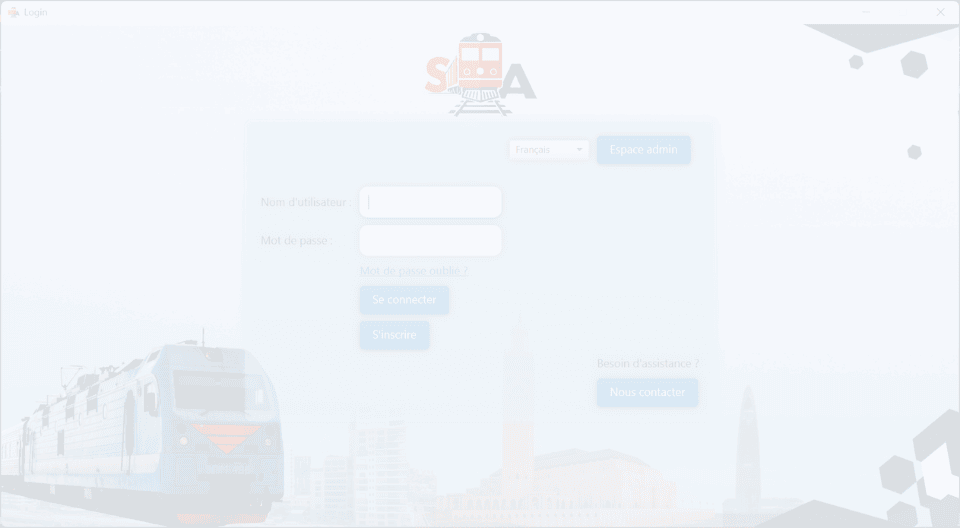 Login
S A
Français
Espace admin
Nom d'utilisateur :
Mot de passe :
Mot de passe oublié ?
Se connecter
S'inscrire
Besoin d'assistance ?
Nous contacter